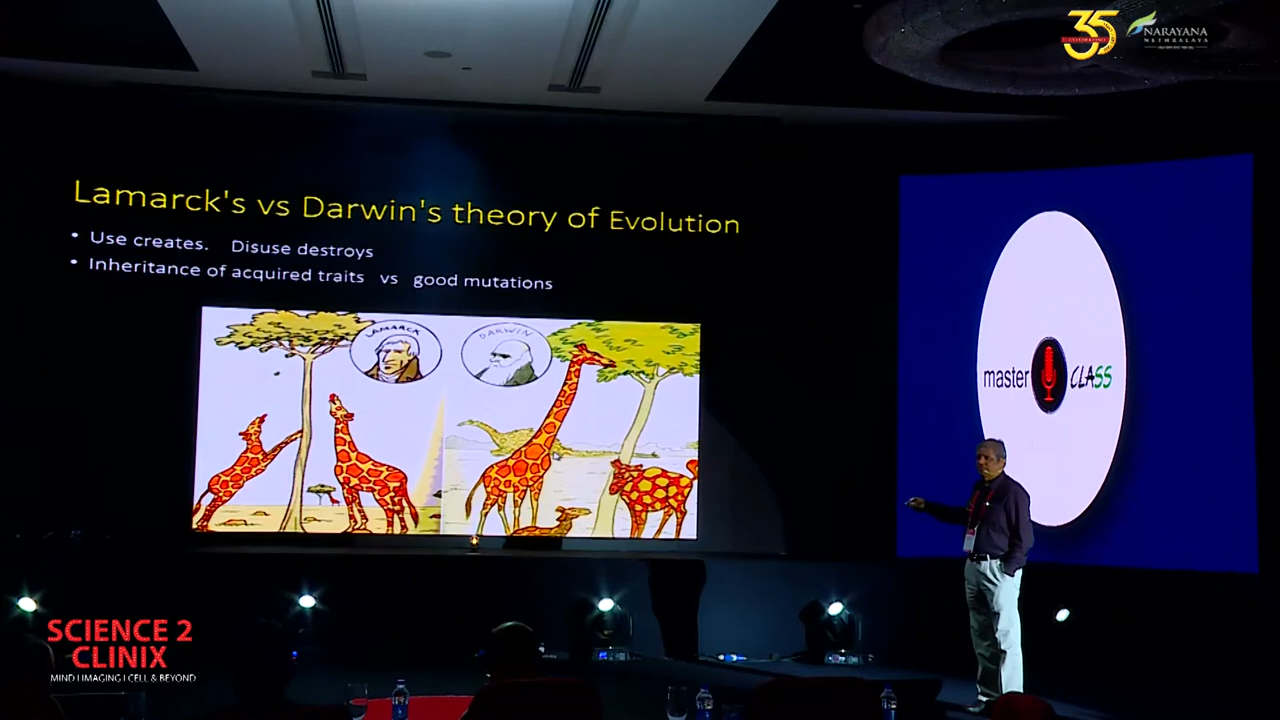 35
NARAYANA
NETHRALAYA
Lamarck's vs Darwin's theory of Evolution
• Use creates.   Disuse destroys
• Inheritance of acquired traits   vs   good mutations
LAMARCK
DARWIN
master CLASS
SCIENCE 2
CLINIX
MIND I IMAGING I CELL & BEYOND